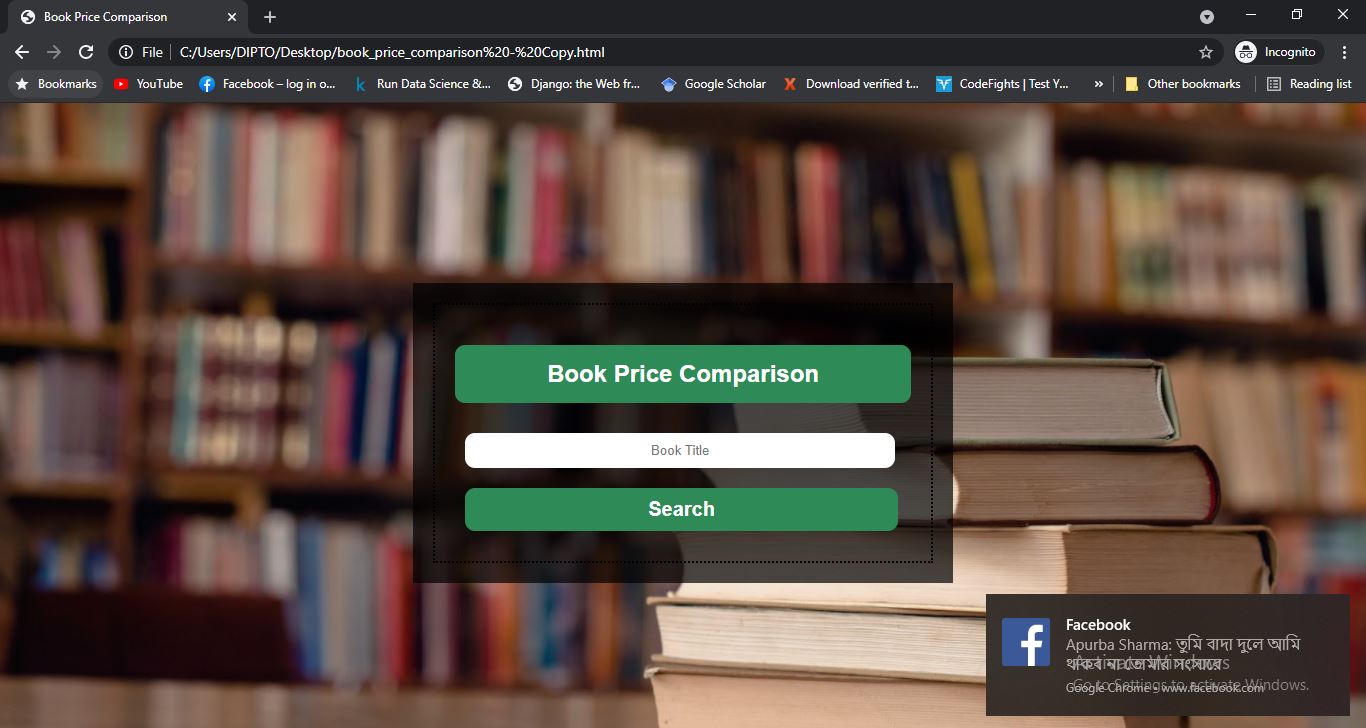 Book Price Comparison
File
C:/Users/DIPTO/Desktop/book_price_comparison%20-%20Copy.html
Incognito
Bookmarks
YouTube
Facebook – log in o...
Run Data Science &...
Django: the Web fr...
Google Scholar
Download verified t...
CodeFights | Test Y...
»
Other bookmarks
Reading list
Book Price Comparison
Book Title
Search
Facebook
Apurba Sharma: তুমি বাদা দুলে আমি
থাকব না তোমার সংসারে
Activate Windows
Go to Settings to activate Windows.
Google Chrome • www.facebook.com